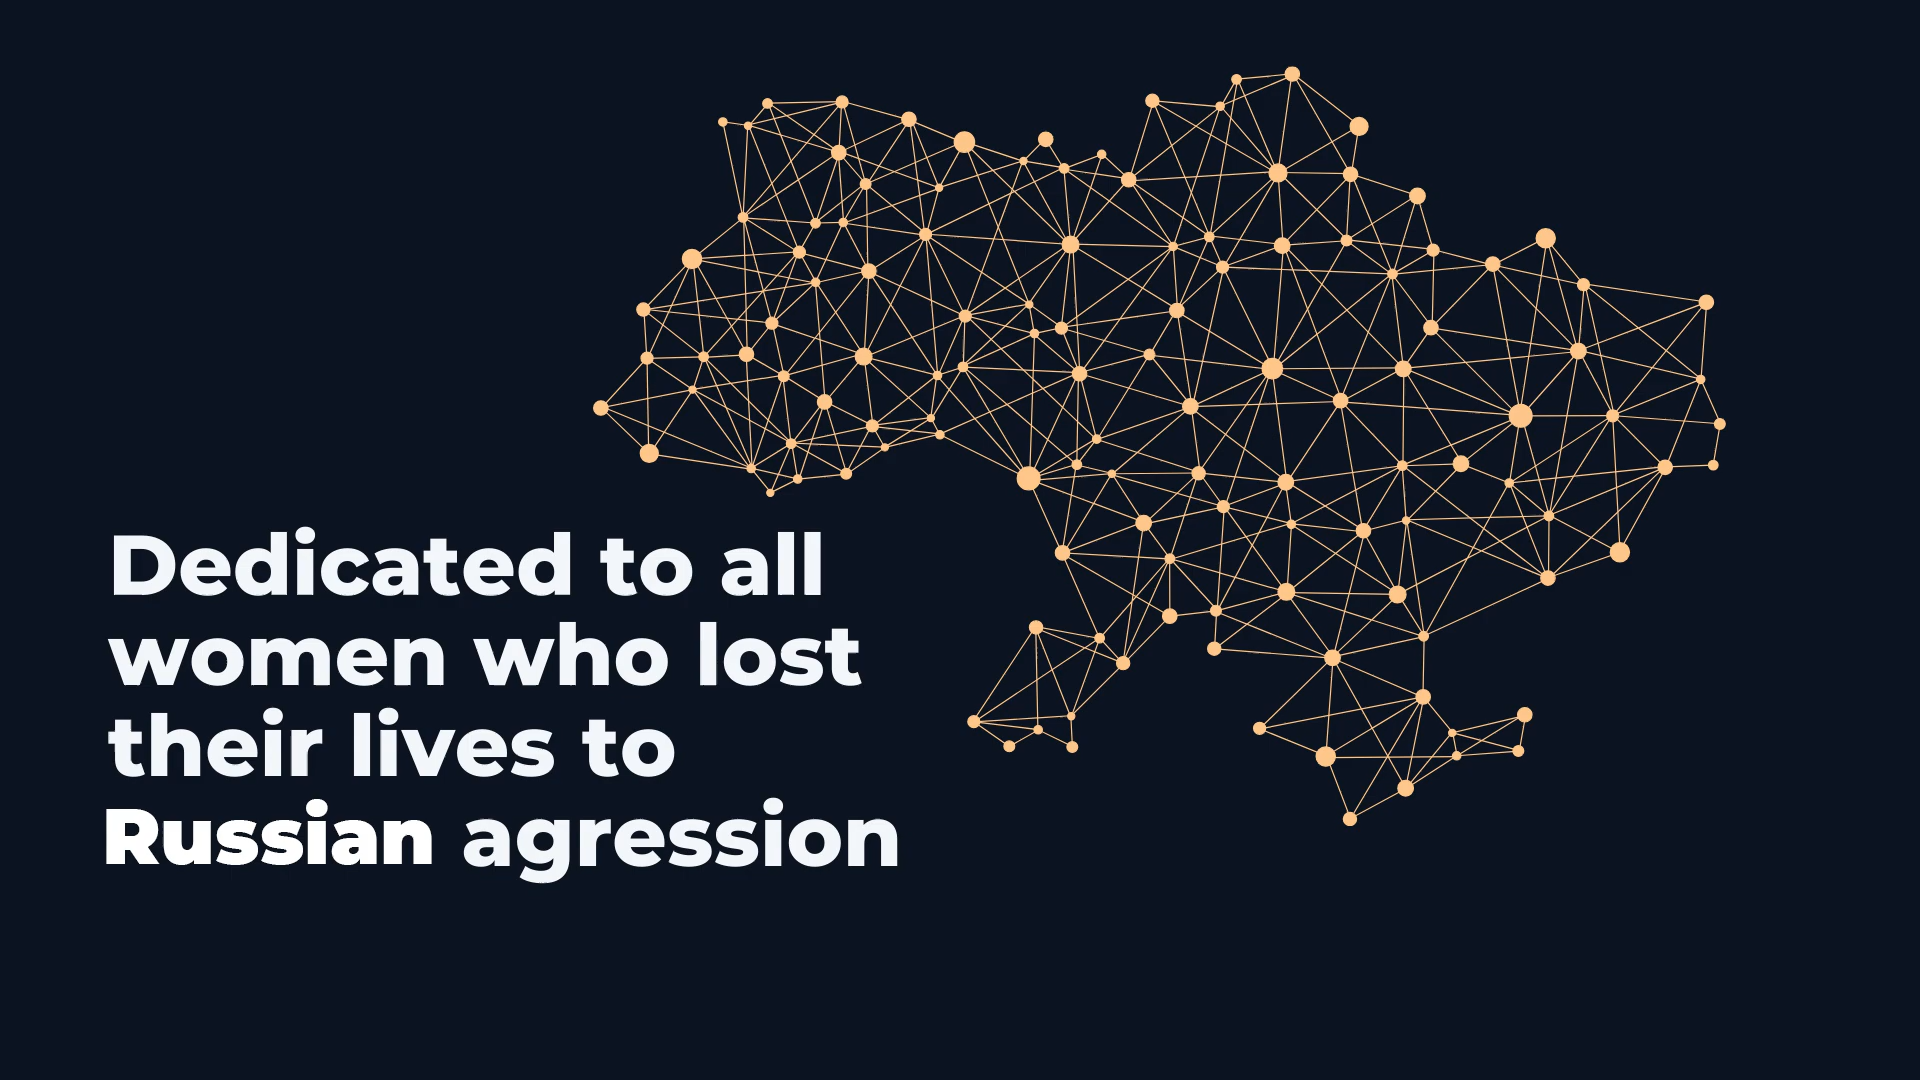 Dedicated to all
women who lost
their lives to
Russian agression